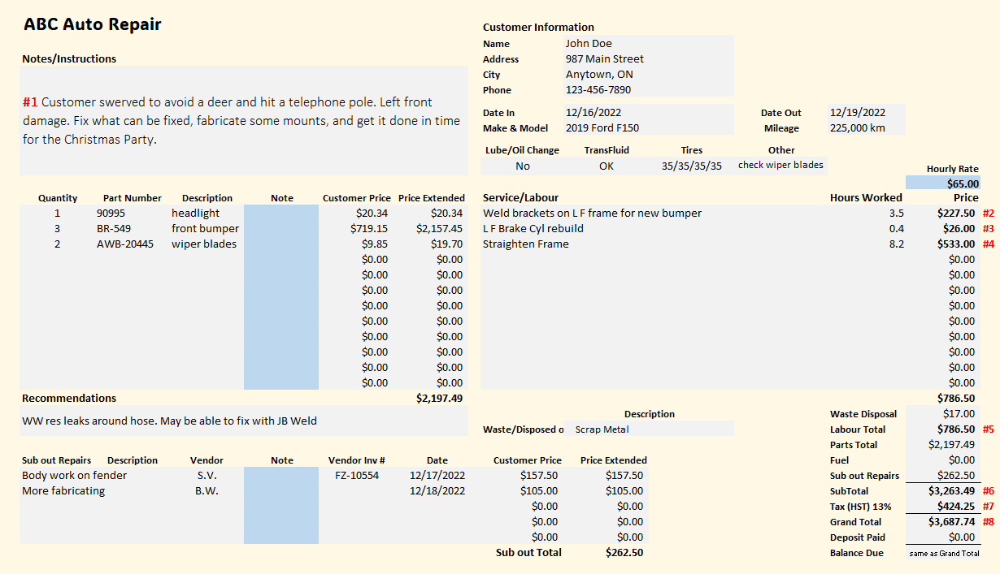 ABC Auto Repair
Notes/Instructions
#1 Customer swerved to avoid a deer and hit a telephone pole. Left front
damage. Fix what can be fixed, fabricate some mounts, and get it done in time
for the Christmas Party.
Customer Information
Name John Doe
Address 987 Main Street
City Anytown, ON
Phone 123-456-7890
Date In 12/16/2022 Date Out 12/19/2022
Make & Model 2019 Ford F150 Mileage 225,000 km
Lube/Oil Change TransFluid Tires Other
No OK 35/35/35/35 check wiper blades
Hourly Rate
$65.00
Quantity Part Number Description Note Customer Price Price Extended
1 90995 headlight $20.34 $20.34
3 BR-549 front bumper $719.15 $2,157.45
2 AWB-20445 wiper blades $9.85 $19.70
$0.00 $0.00
$0.00 $0.00
$0.00 $0.00
$0.00 $0.00
$0.00 $0.00
$0.00 $0.00
$0.00 $0.00
$0.00 $0.00
$0.00 $0.00
$2,197.49
Service/Labour Hours Worked Price
Weld brackets on L F frame for new bumper 3.5 $227.50 #2
L F Brake Cyl rebuild 0.4 $26.00 #3
Straighten Frame 8.2 $533.00 #4
$0.00
$0.00
$0.00
$0.00
$0.00
$0.00
$0.00
$0.00
$0.00
$786.50
Recommendations
WW res leaks around hose. May be able to fix with JB Weld
Description
Waste/Disposed o Scrap Metal
Sub out Repairs Description Vendor Note Vendor Inv # Date Customer Price Price Extended
Body work on fender S.V. FZ-10554 12/17/2022 $157.50 $157.50
More fabricating B.W. 12/18/2022 $105.00 $105.00
$0.00 $0.00
$0.00 $0.00
$0.00 $0.00
Sub out Total $262.50
Waste Disposal $17.00
Labour Total $786.50 #5
Parts Total $2,197.49
Fuel $0.00
Sub out Repairs $262.50
SubTotal $3,263.49 #6
Tax (HST) 13% $424.25 #7
Grand Total $3,687.74 #8
Deposit Paid $0.00
Balance Due same as Grand Total